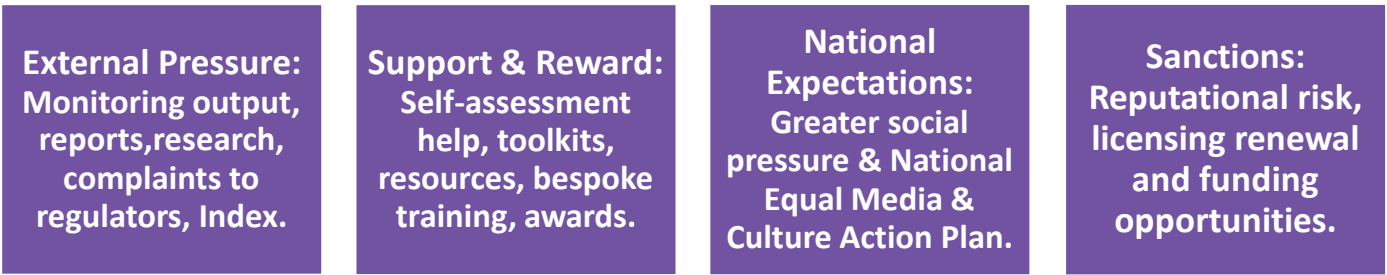 External Pressure:
Monitoring output,
reports,research,
complaints to
regulators, Index.
Support & Reward:
Self-assessment
help, toolkits,
resources, bespoke
training, awards.
National
Expectations:
Greater social
pressure & National
Equal Media &
Culture Action Plan.
Sanctions:
Reputational risk,
licensing renewal
and funding
opportunities.